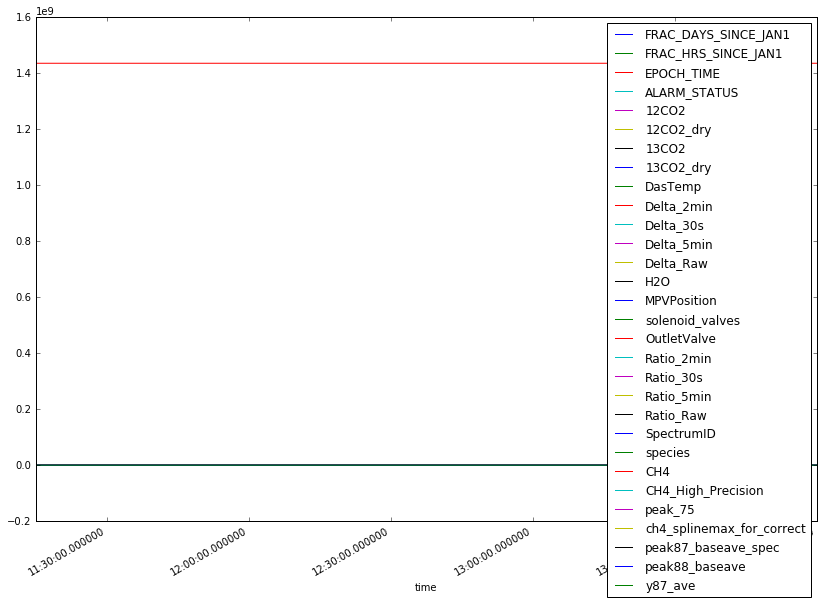 1e9
1.6
1.4
1.2
1.0
0.8
0.6
0.4
0.2
0.0
−0.2
11:30:00.000000
12:00:00.000000
12:30:00.000000
13:00:00.000000
time
FRAC_DAYS_SINCE_JAN1
FRAC_HRS_SINCE_JAN1
EPOCH_TIME
ALARM_STATUS
12CO2
12CO2_dry
13CO2
13CO2_dry
DasTemp
Delta_2min
Delta_30s
Delta_5min
Delta_Raw
H2O
MPVPosition
solenoid_valves
OutletValve
Ratio_2min
Ratio_30s
Ratio_5min
Ratio_Raw
SpectrumID
species
CH4
CH4_High_Precision
peak_75
ch4_splinemax_for_correct
peak87_baseave_spec
peak88_baseave
y87_ave